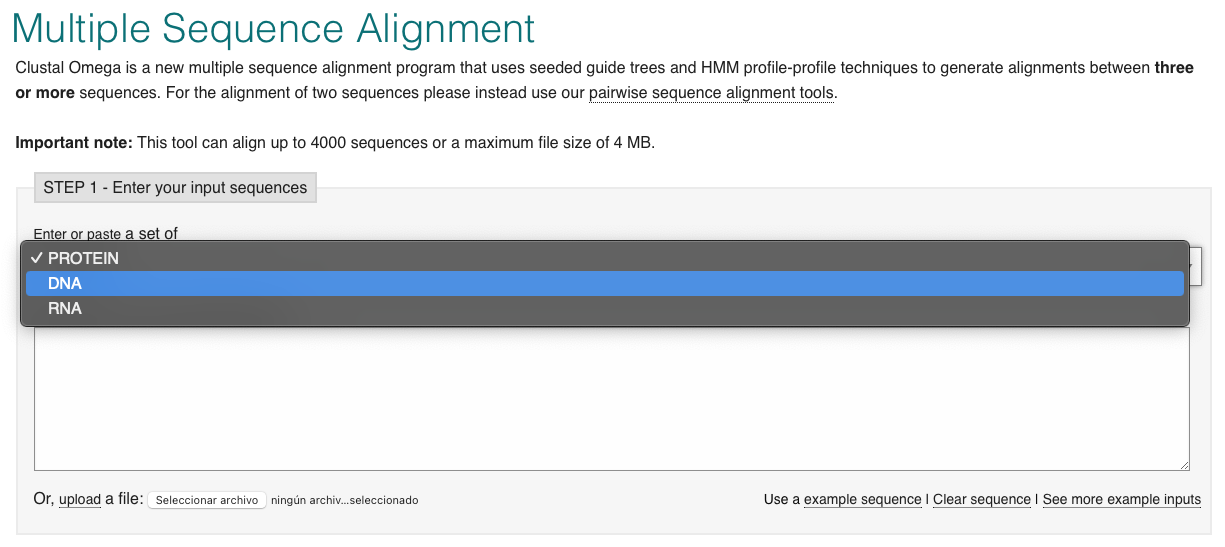 Multiple Sequence Alignment
Clustal Omega is a new multiple sequence alignment program that uses seeded guide trees and HMM profile-profile techniques to generate alignments between three
or more sequences. For the alignment of two sequences please instead use our pairwise sequence alignment tools.
Important note: This tool can align up to 4000 sequences or a maximum file size of 4 MB.
STEP 1 - Enter your input sequences
Enter or paste a set of
✓ PROTEIN
DNA
RNA
Or, upload a file: Seleccionar archivo ningún archiv...seleccionado
Use a example sequence | Clear sequence | See more example inputs